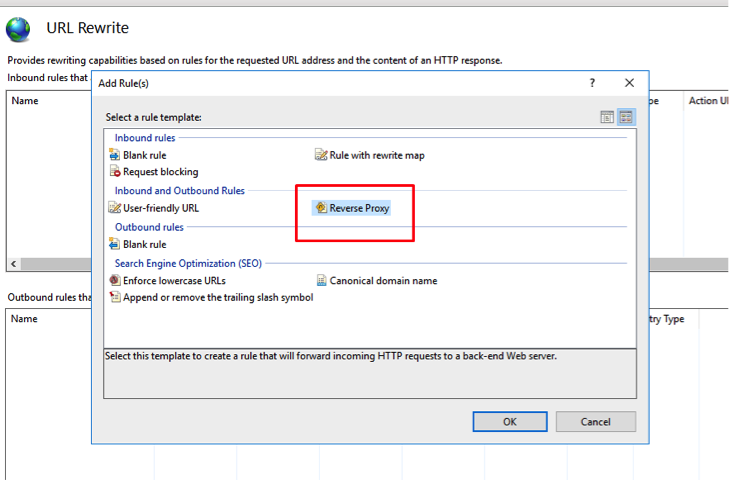 URL Rewrite
Provides rewriting capabilities based on rules for the requested URL address and the content of an HTTP response.
Inbound rules that
Add Rule(s)
?
Name
Action
Select a rule template:
Inbound rules
Blank rule
Rule with rewrite map
Request blocking
Inbound and Outbound Rules
User-friendly URL
Reverse Proxy
Outbound rules
Blank rule
Search Engine Optimization (SEO)
Enforce lowercase URLs
Canonical domain name
Append or remove the trailing slash symbol
Outbound rules
Name
Type
Select this template to create a rule that will forward incoming HTTP requests to a back-end Web server.
OK
Cancel